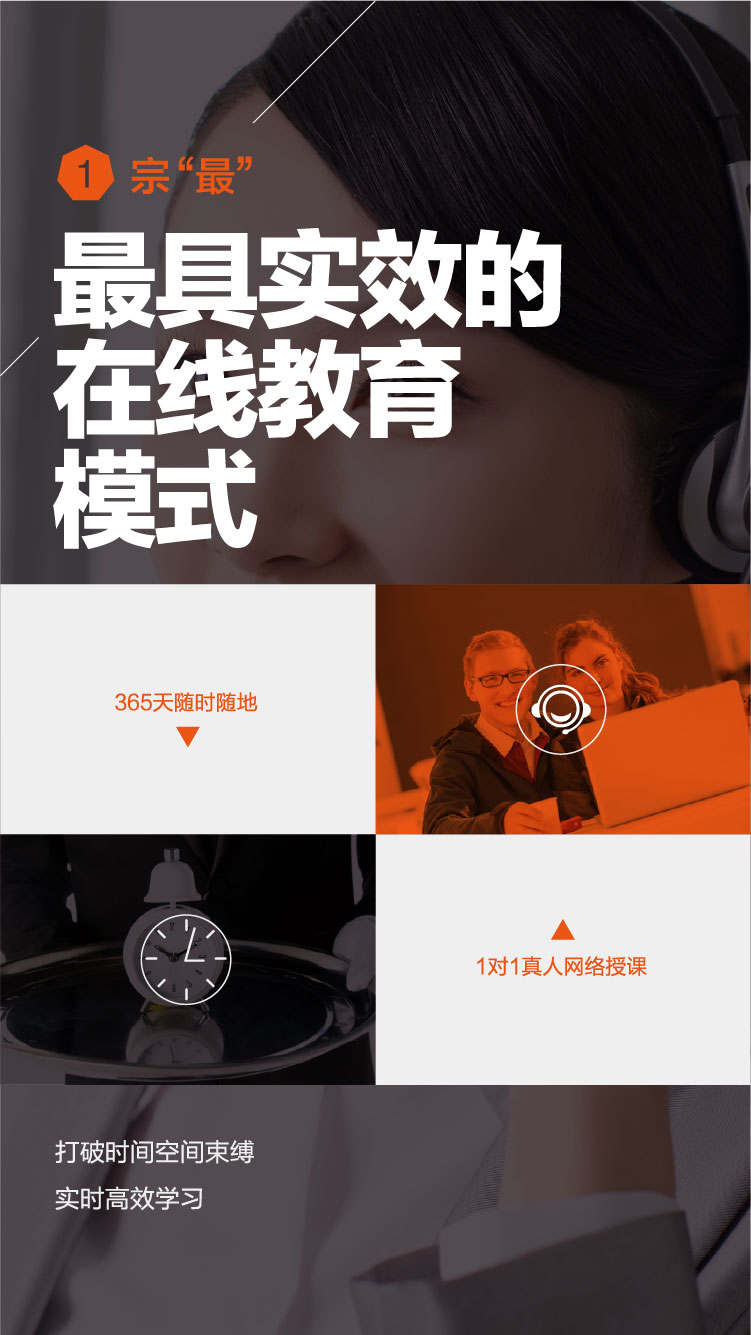 1 宗“最”
最具实效的
在线教育
模式
365天随时随地
1对1真人网络授课
打破时间空间束缚
实时高效学习